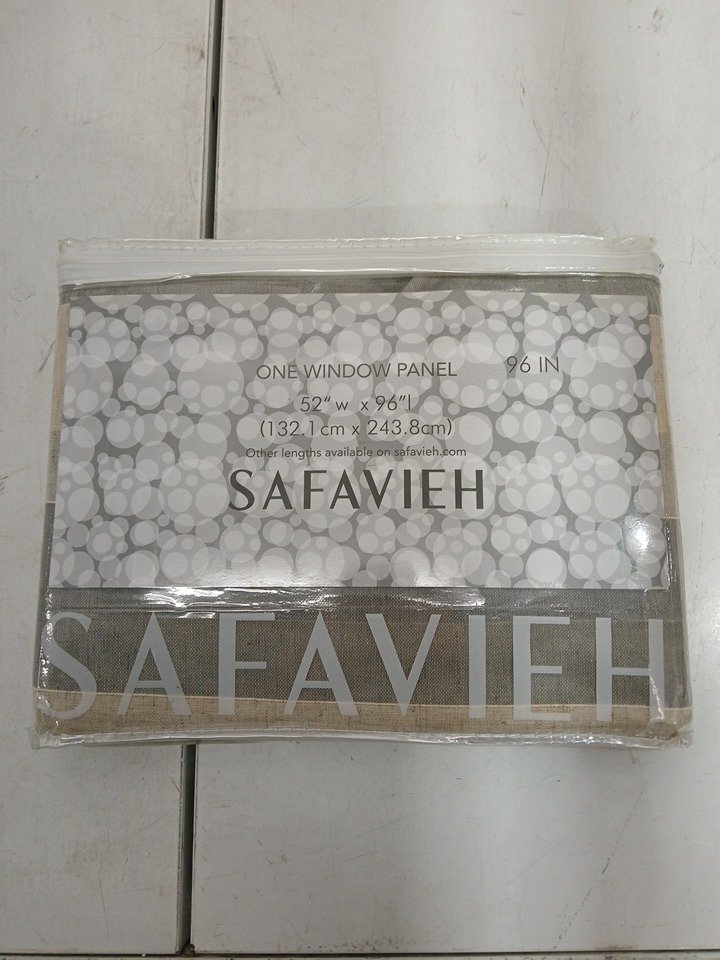 ONE WINDOW PANEL 96 IN
52" w x 96"l
(132.1cm x 243.8cm)
Other lengths available on safavieh.com
SAFAVIEH
SAFAVIEH